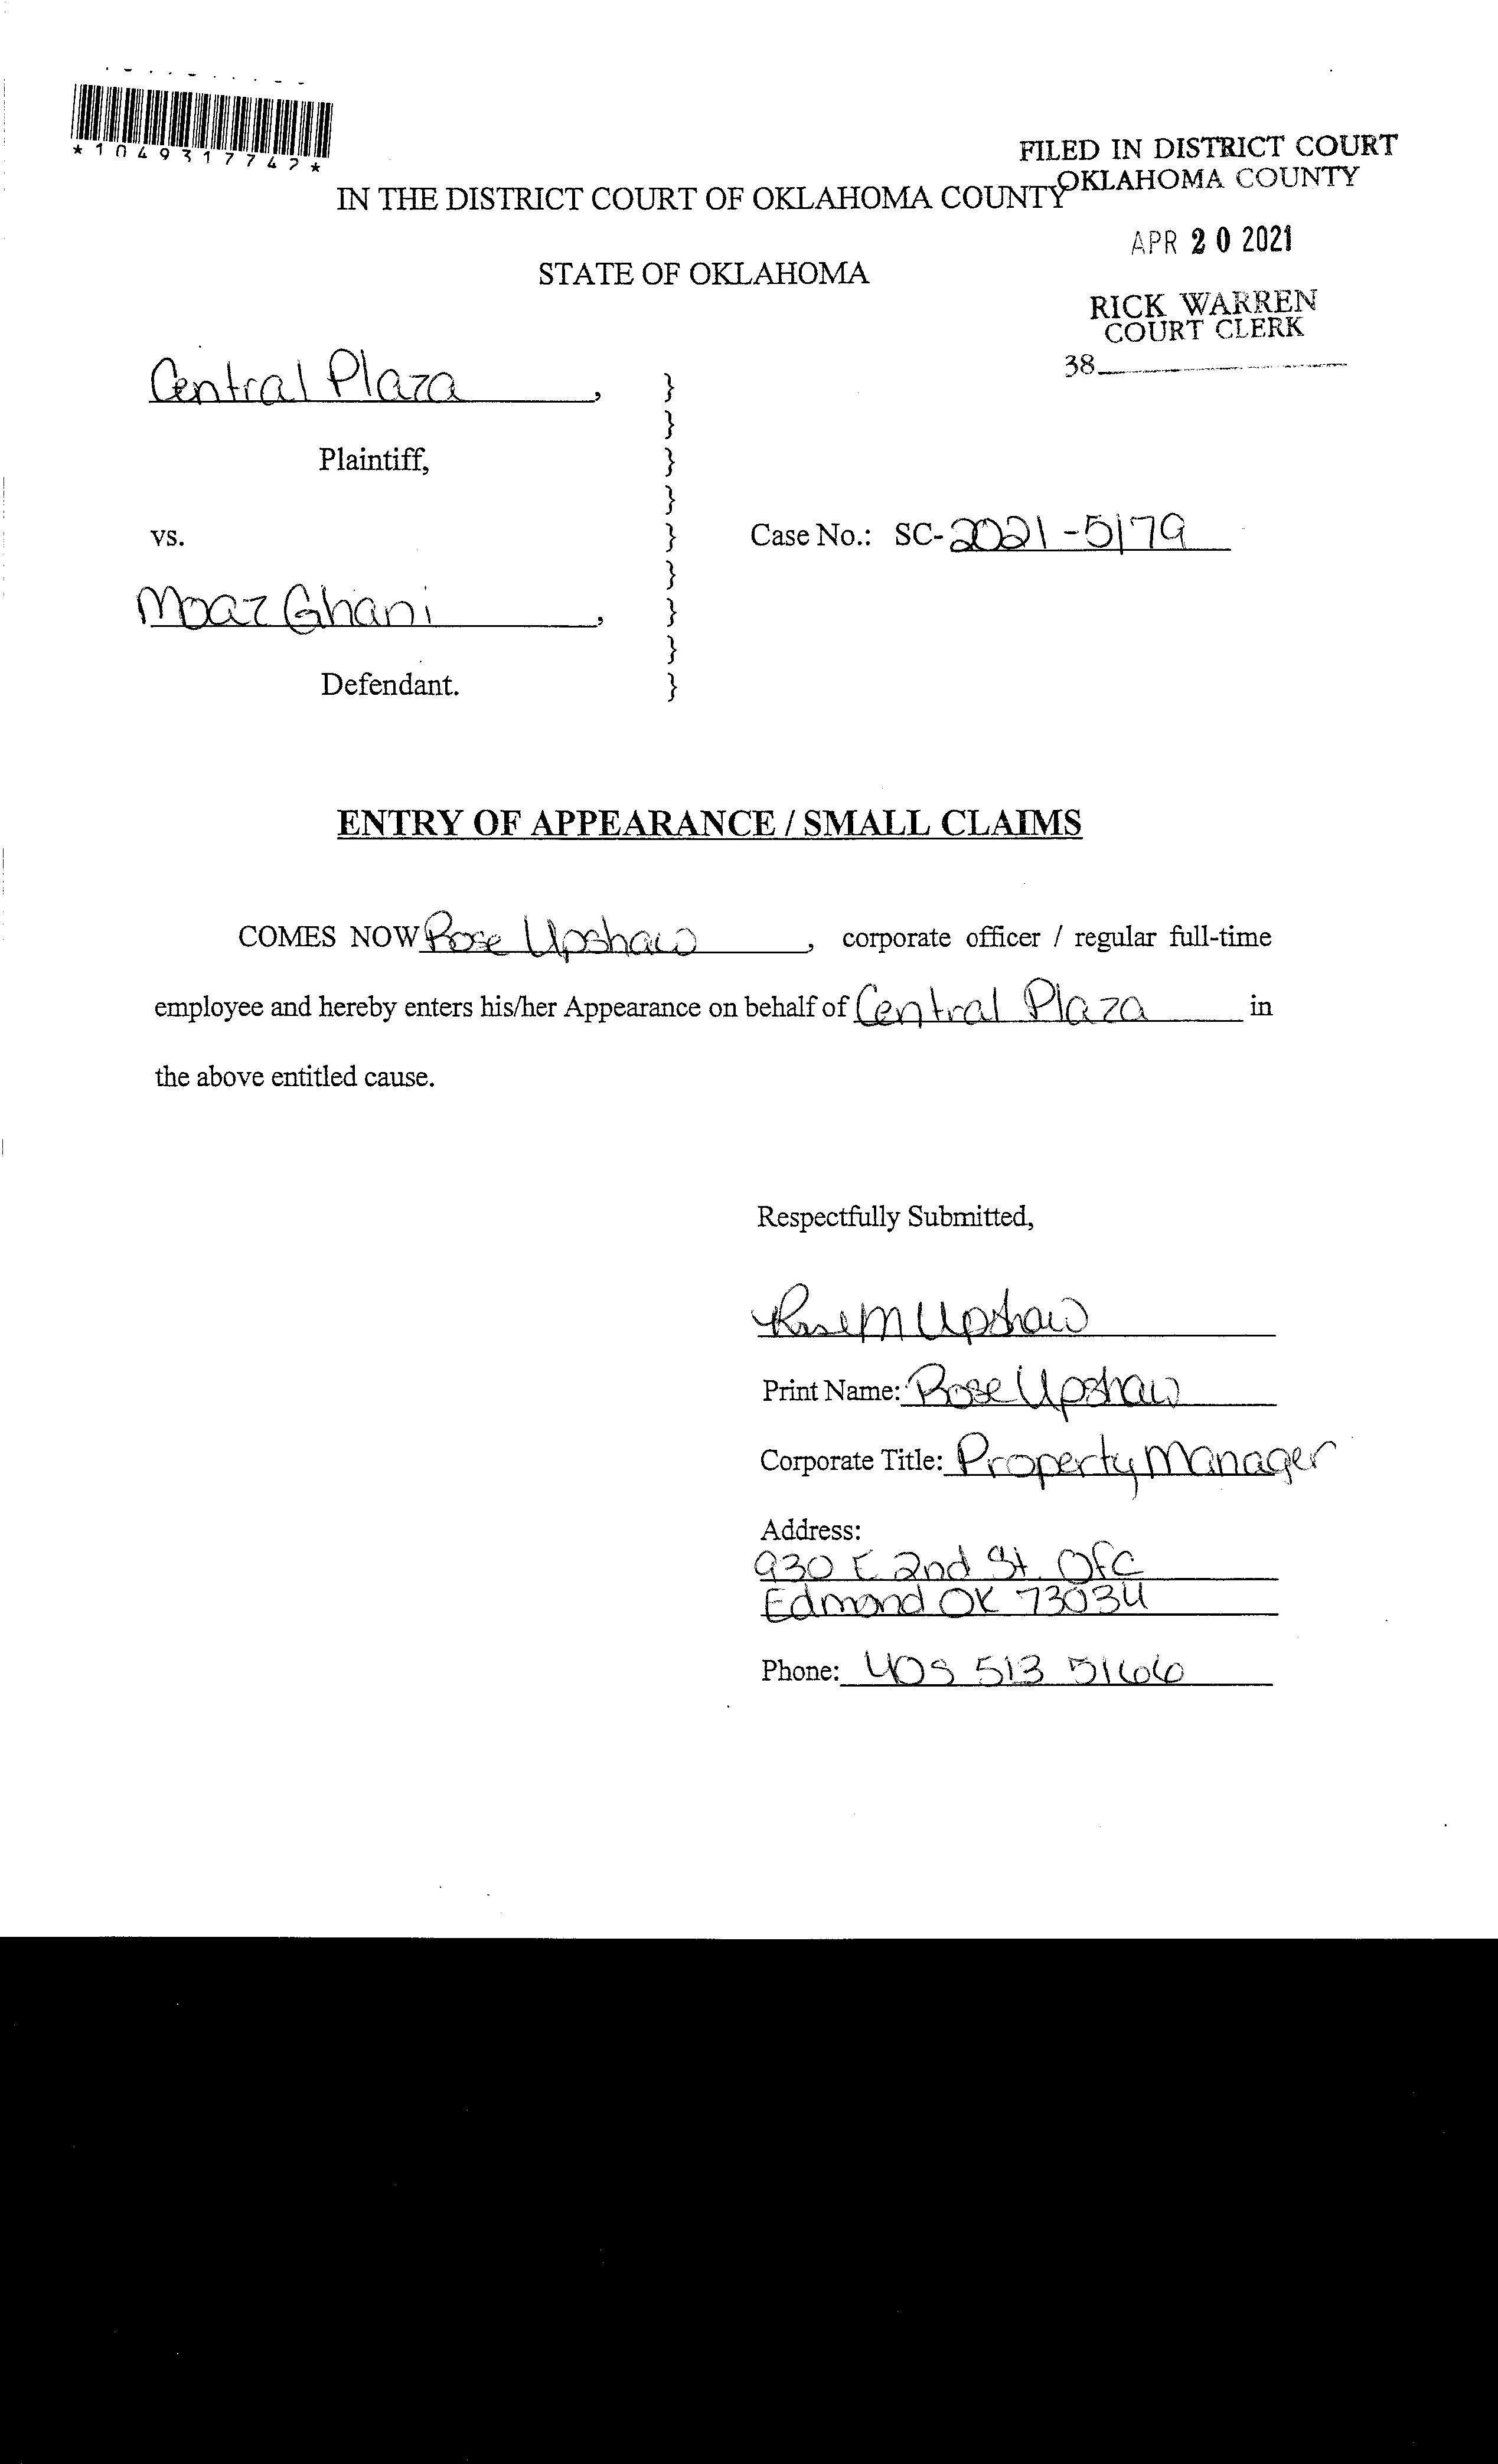 *1049317742*
FILED IN DISTRICT COURT
OKLAHOMA COUNTY
IN THE DISTRICT COURT OF OKLAHOMA COUNTY
APR 20 2021
STATE OF OKLAHOMA
RICK WARREN
COURT CLERK
38
Central Plaza, }
}
Plaintiff, }
}
vs. } Case No.: SC-2021-5179
}
Moaz Ghani, }
}
Defendant. }
ENTRY OF APPEARANCE / SMALL CLAIMS
COMES NOW Rose Upshaw, corporate officer / regular full-time
employee and hereby enters his/her Appearance on behalf of Central Plaza in
the above entitled cause.
Respectfully Submitted,
Rose M Upshaw
Print Name: Rose Upshaw
Corporate Title: Property Manager
Address:
930 E 2nd St. Ofc
Edmond OK 73034
Phone: 405 513 5166